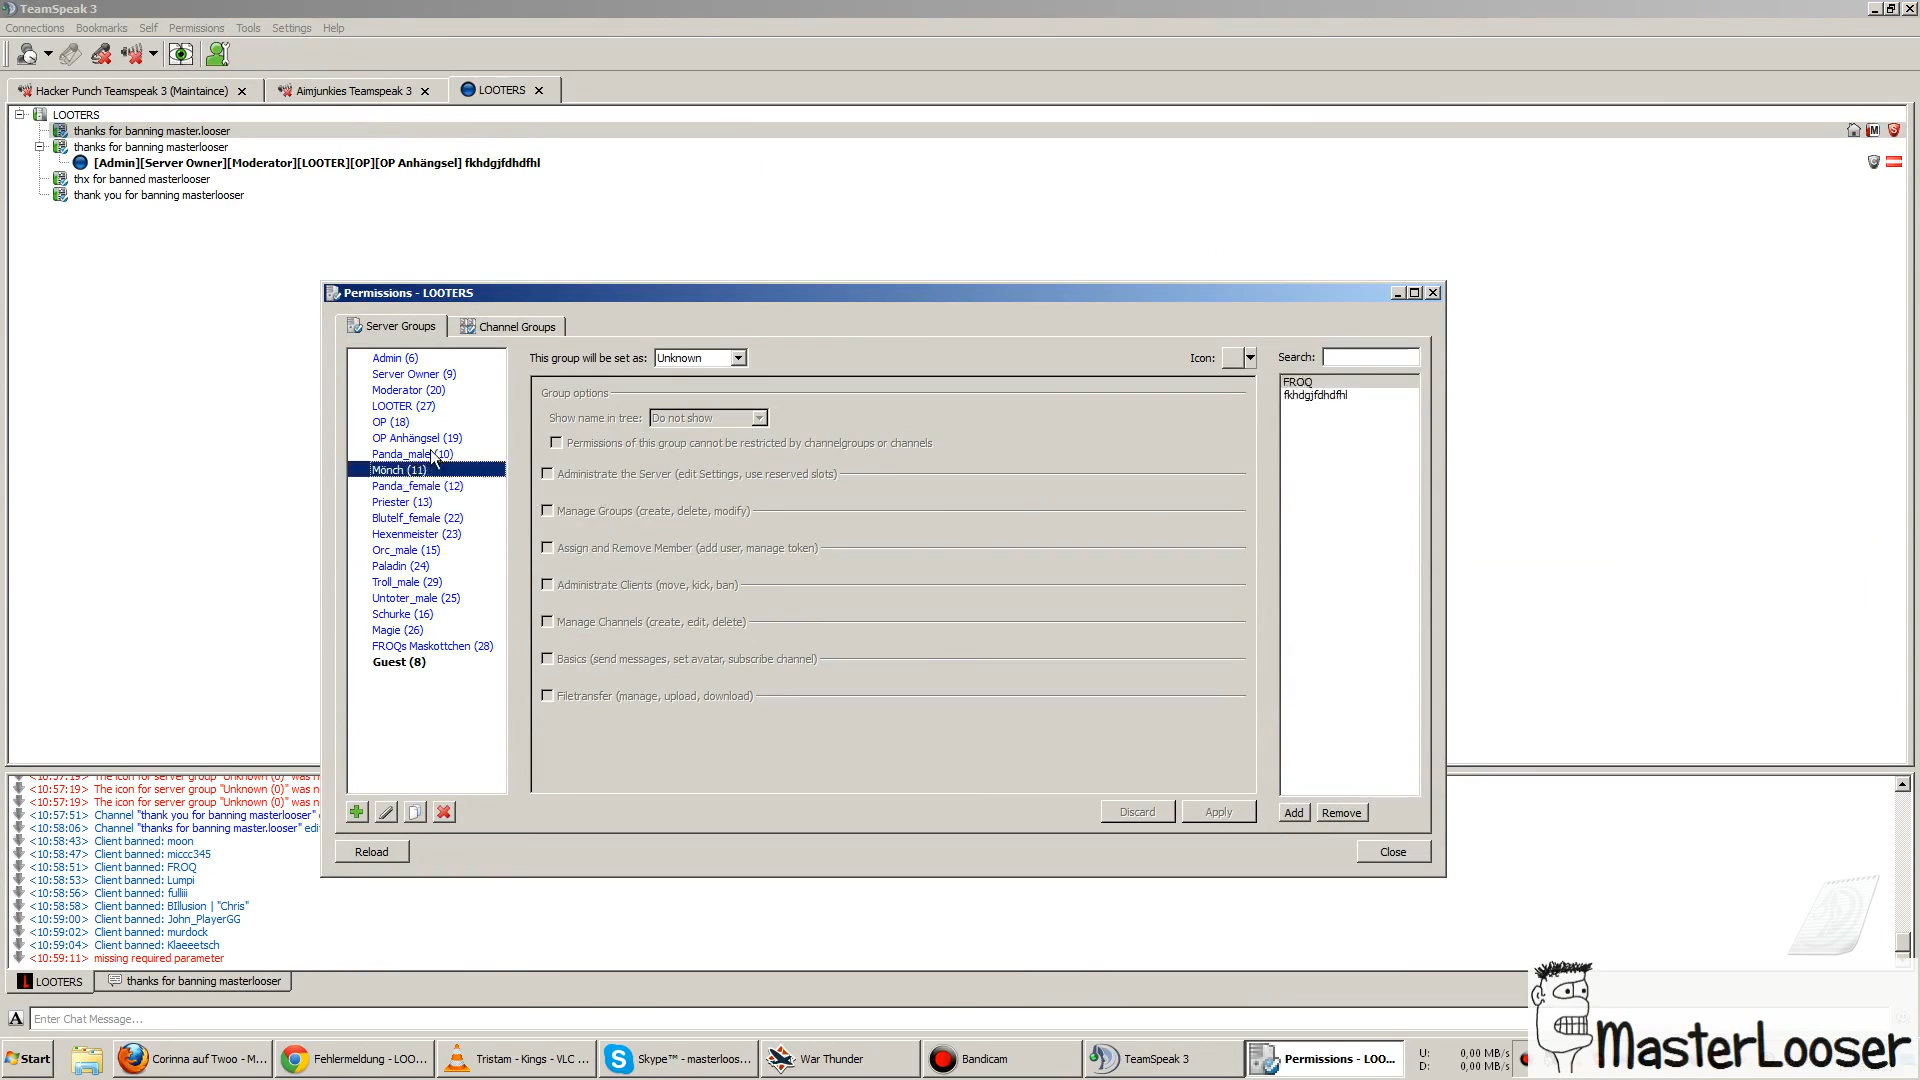 TeamSpeak 3
Connections Bookmarks Self Permissions Tools Settings Help
Hacker Punch Teamspeak 3 (Maintaince)
Aimjunkies Teamspeak 3
LOOTERS
LOOTERS
thanks for banning master.looser
M S
thanks for banning masterlooser
[Admin][Server Owner][Moderator][LOOTER][OP][OP Anhängsel] fkhdgjfdhdfhl
thx for banned masterlooser
thank you for banning masterlooser
Permissions - LOOTERS
Server Groups
Channel Groups
Admin (6)
Server Owner (9)
Moderator (20)
LOOTER (27)
OP (18)
OP Anhängsel (19)
Panda_male (10)
Mönch (11)
Panda_female (12)
Priester (13)
Blutelf_female (22)
Hexenmeister (23)
Orc_male (15)
Paladin (24)
Troll_male (29)
Untoter_male (25)
Schurke (16)
Magie (26)
FROQs Maskottchen (28)
Guest (8)
This group will be set as: Unknown
Icon:
Group options
Show name in tree: Do not show
Permissions of this group cannot be restricted by channelgroups or channels
Administrate the Server (edit Settings, use reserved slots)
Manage Groups (create, delete, modify)
Assign and Remove Member (add user, manage token)
Administrate Clients (move, kick, ban)
Manage Channels (create, edit, delete)
Basics (send messages, set avatar, subscribe channel)
Filetransfer (manage, upload, download)
Discard
Apply
Search:
FROQ
fkhdgjfdhdfhl
Add
Remove
Reload
Close
<10:57:19> The icon for server group "Unknown (0)" was n
<10:57:19> The icon for server group "Unknown (0)" was n
<10:57:19> The icon for server group "Unknown (0)" was n
<10:57:51> Channel "thank you for banning masterlooser"
<10:58:06> Channel "thanks for banning master.looser" edi
<10:58:43> Client banned: moon
<10:58:47> Client banned: miccc345
<10:58:51> Client banned: FROQ
<10:58:53> Client banned: Lumpi
<10:58:56> Client banned: fulliii
<10:58:58> Client banned: BIllusion | "Chris"
<10:59:00> Client banned: John_PlayerGG
<10:59:02> Client banned: murdock
<10:59:04> Client banned: Klaeeetsch
<10:59:11> missing required parameter
LOOTERS
thanks for banning masterlooser
A
Enter Chat Message...
MasterLooser
Start
Corinna auf Twoo - M...
Fehlermeldung - LOO...
Tristam - Kings - VLC ...
Skype™ - masterloos...
War Thunder
Bandicam
TeamSpeak 3
Permissions - LOO...
U: 0,00 MB/s
D: 0,00 MB/s